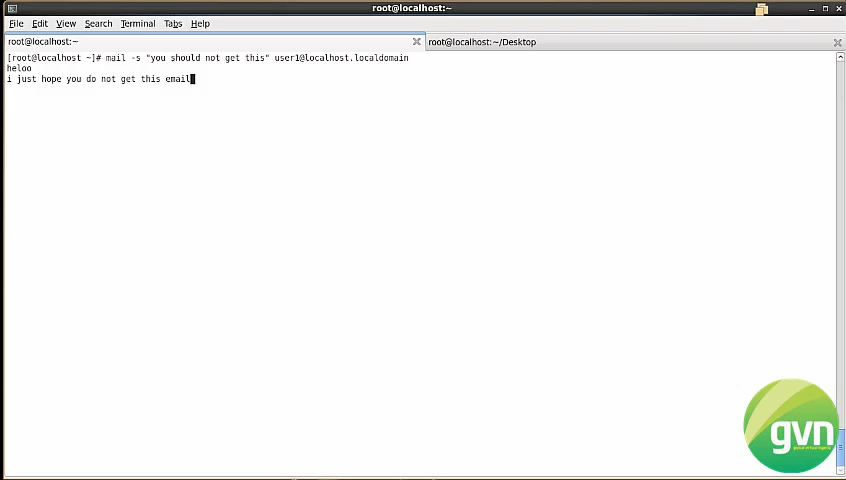 root@localhost:~
File Edit View Search Terminal Tabs Help
root@localhost:~ root@localhost:~/Desktop
[root@localhost ~]# mail -s "you should not get this" user1@localhost.localdomain
heloo
i just hope you do not get this email
gvn